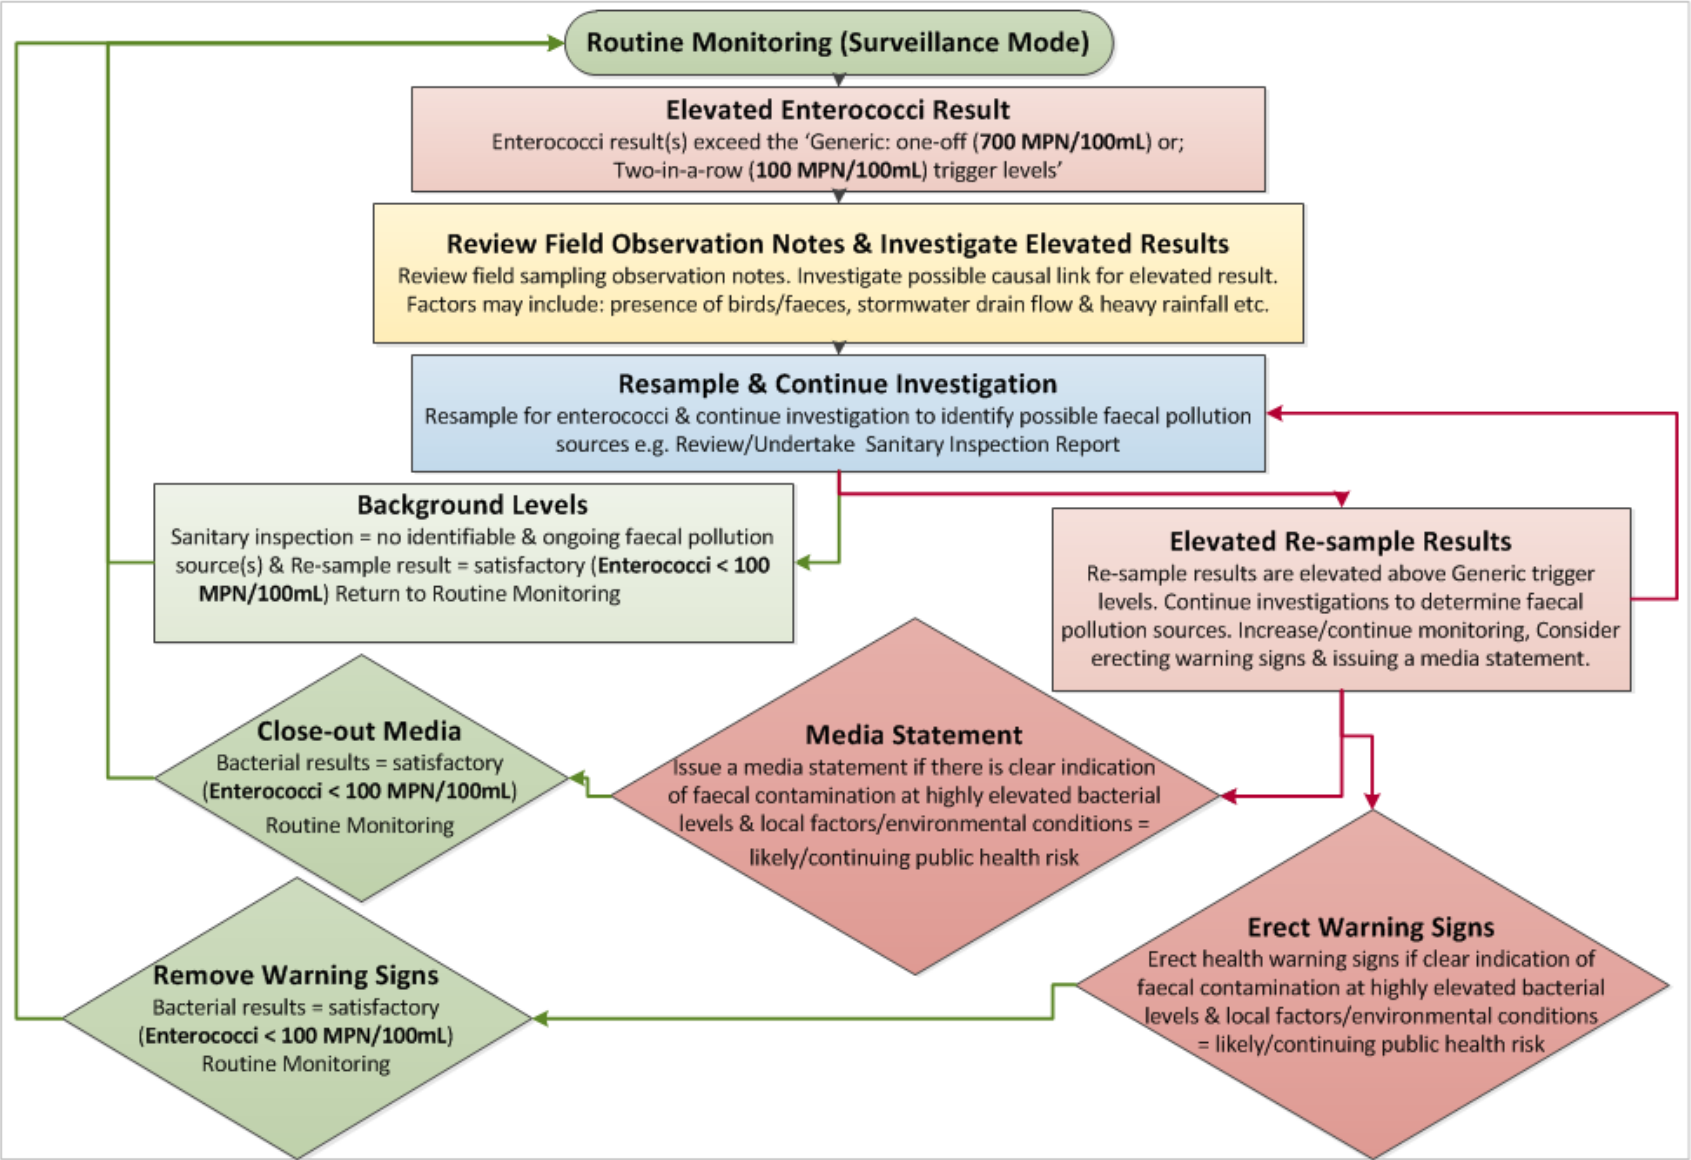 Routine Monitoring (Surveillance Mode)
Elevated Enterococci Result
Enterococci result(s) exceed the ‘Generic: one-off (700 MPN/100mL) or;
Two-in-a-row (100 MPN/100mL) trigger levels’
Review Field Observation Notes & Investigate Elevated Results
Review field sampling observation notes. Investigate possible causal link for elevated result.
Factors may include: presence of birds/faeces, stormwater drain flow & heavy rainfall etc.
Resample & Continue Investigation
Resample for enterococci & continue investigation to identify possible faecal pollution
sources e.g. Review/Undertake Sanitary Inspection Report
Background Levels
Sanitary inspection = no identifiable & ongoing faecal pollution
source(s) & Re-sample result = satisfactory (Enterococci < 100
MPN/100mL) Return to Routine Monitoring
Elevated Re-sample Results
Re-sample results are elevated above Generic trigger
levels. Continue investigations to determine faecal
pollution sources. Increase/continue monitoring, Consider
erecting warning signs & issuing a media statement.
Close-out Media
Bacterial results = satisfactory
(Enterococci < 100 MPN/100mL)
Routine Monitoring
Media Statement
Issue a media statement if there is clear indication
of faecal contamination at highly elevated bacterial
levels & local factors/environmental conditions =
likely/continuing public health risk
Erect Warning Signs
Erect health warning signs if clear indication of
faecal contamination at highly elevated bacterial
levels & local factors/environmental conditions
= likely/continuing public health risk
Remove Warning Signs
Bacterial results = satisfactory
(Enterococci < 100 MPN/100mL)
Routine Monitoring